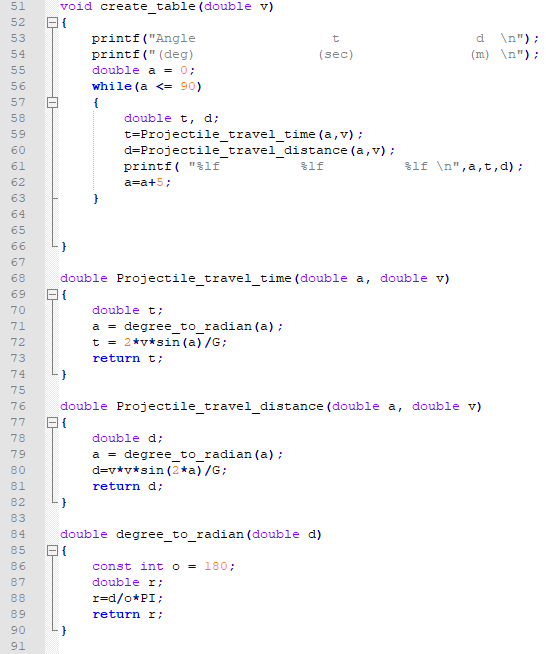 51 void create_table(double v)
52 {
53     printf("Angle                 t                 d  \n");
54     printf("(deg)               (sec)              (m) \n");
55     double a = 0;
56     while(a <= 90)
57     {
58         double t, d;
59         t=Projectile_travel_time(a,v);
60         d=Projectile_travel_distance(a,v);
61         printf( "%lf          %lf          %lf \n",a,t,d);
62         a=a+5;
63     }
64
65
66 }
67
68 double Projectile_travel_time(double a, double v)
69 {
70     double t;
71     a = degree_to_radian(a);
72     t = 2*v*sin(a)/G;
73     return t;
74 }
75
76 double Projectile_travel_distance(double a, double v)
77 {
78     double d;
79     a = degree_to_radian(a);
80     d=v*v*sin(2*a)/G;
81     return d;
82 }
83
84 double degree_to_radian(double d)
85 {
86     const int o = 180;
87     double r;
88     r=d/o*PI;
89     return r;
90 }
91